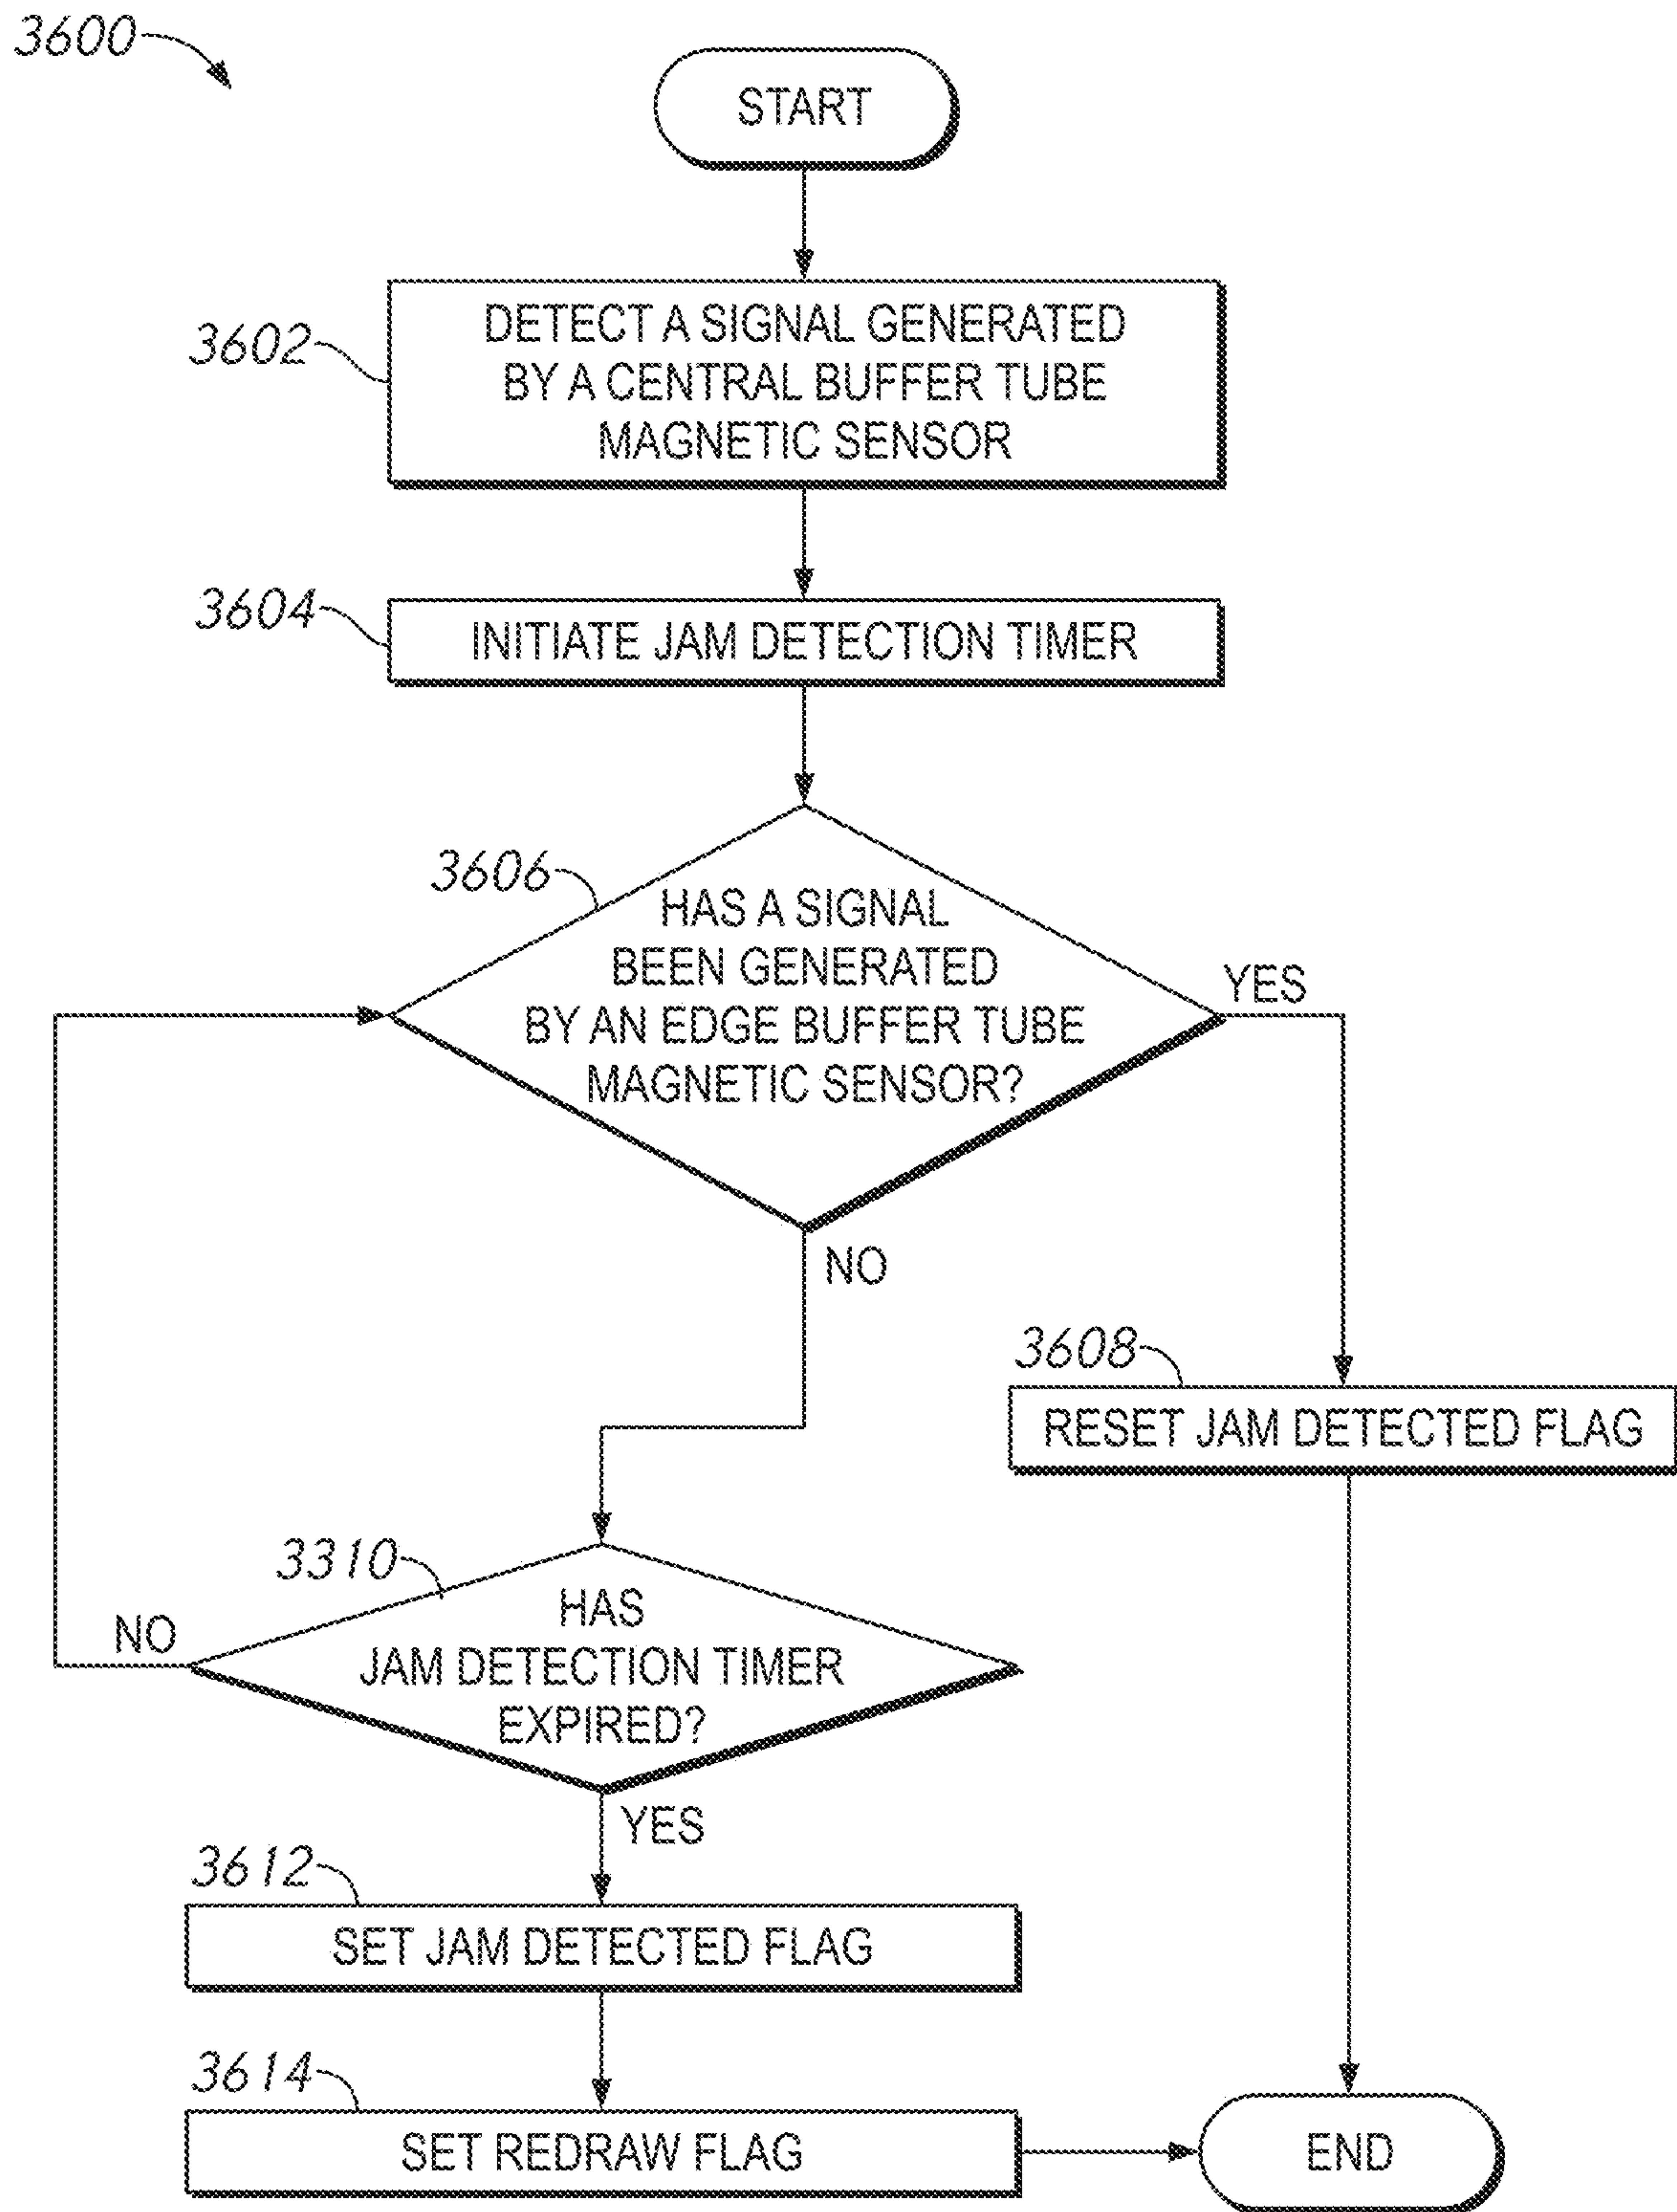 3600
START
3602
DETECT A SIGNAL GENERATED
BY A CENTRAL BUFFER TUBE
MAGNETIC SENSOR
3604
INITIATE JAM DETECTION TIMER
3606
HAS A SIGNAL
BEEN GENERATED
BY AN EDGE BUFFER TUBE
MAGNETIC SENSOR?
YES
NO
3608
RESET JAM DETECTED FLAG
3310
HAS
JAM DETECTION TIMER
EXPIRED?
NO
YES
3612
SET JAM DETECTED FLAG
3614
SET REDRAW FLAG
END